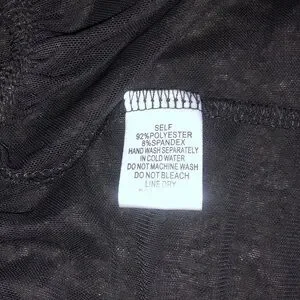 SELF
92%POLYESTER
8%SPANDEX
HAND WASH SEPARATELY
IN COLD WATER
DO NOT MACHINE WASH
DO NOT BLEACH
LINE DRY